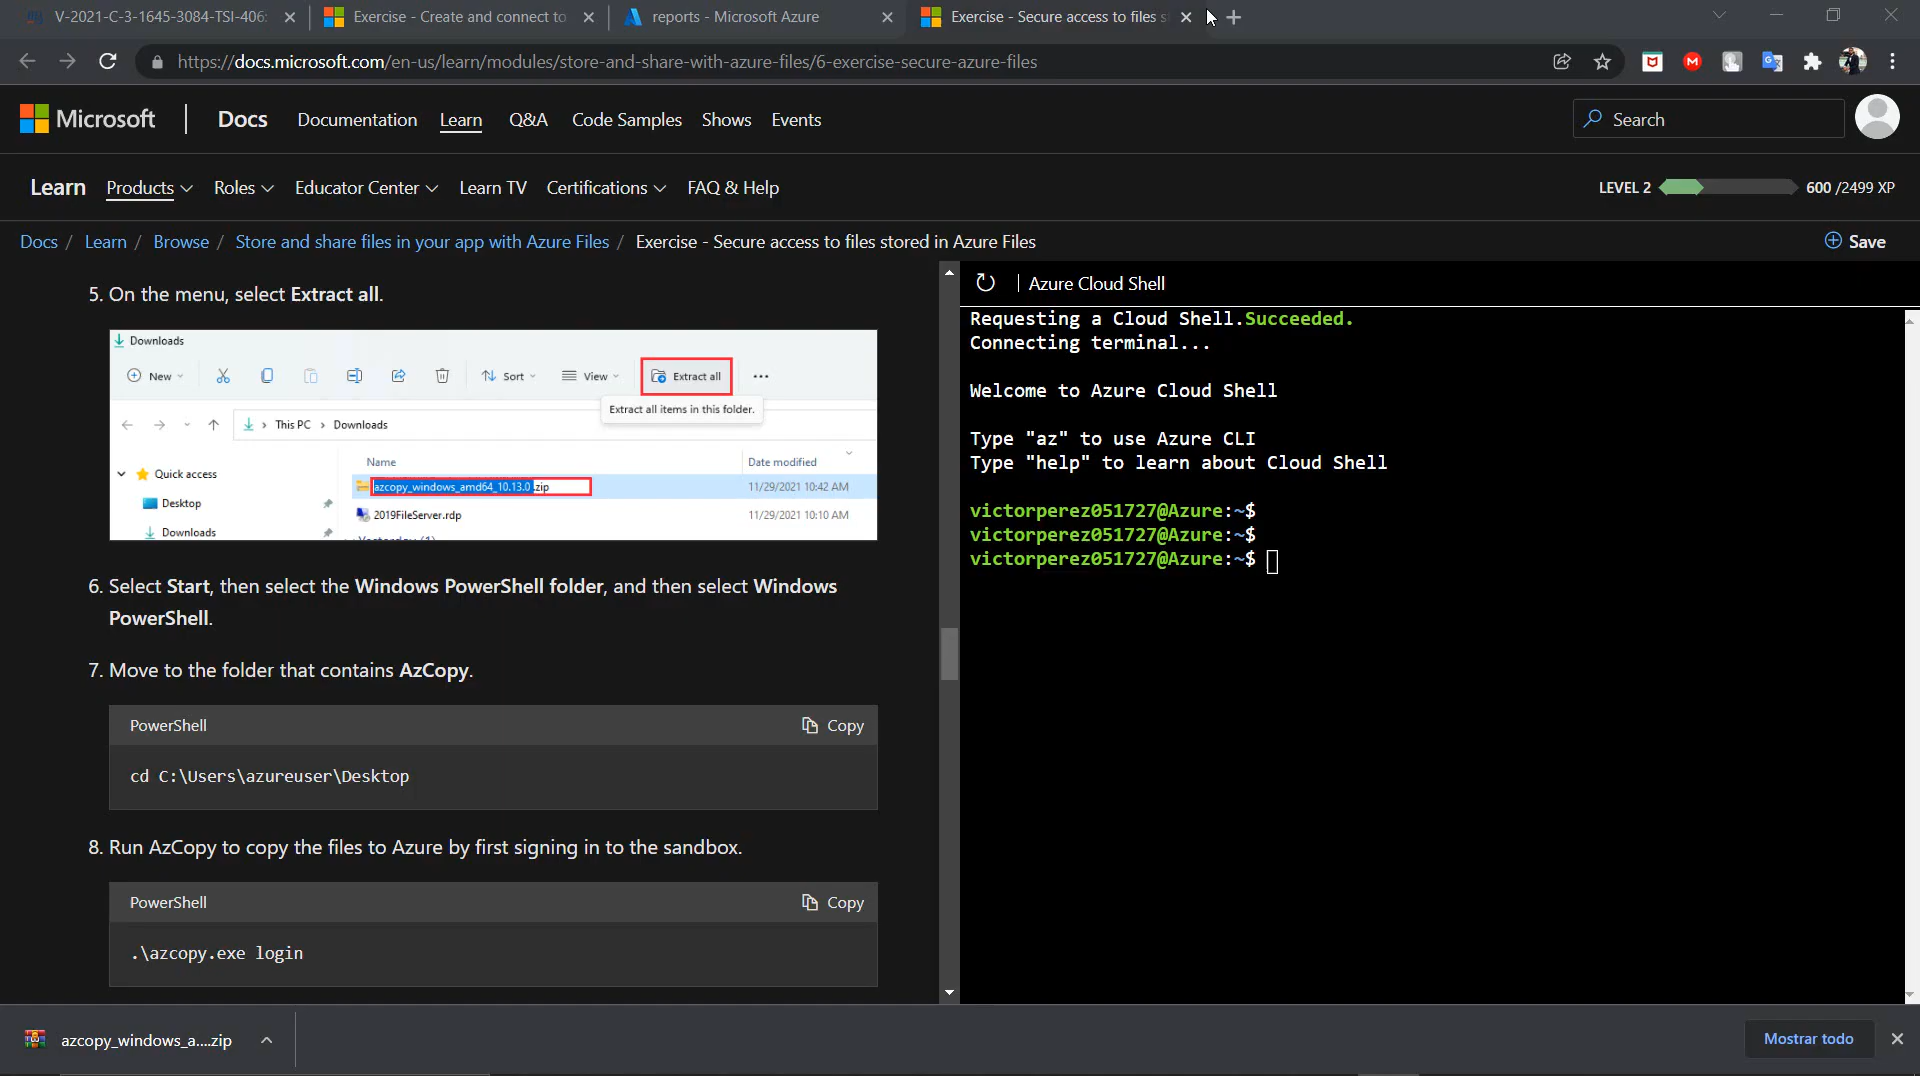 V-2021-C-3-1645-3084-TSI-406:
Exercise - Create and connect to
reports - Microsoft Azure
Exercise - Secure access to files s
https://docs.microsoft.com/en-us/learn/modules/store-and-share-with-azure-files/6-exercise-secure-azure-files
Microsoft
Docs
Documentation
Learn
Q&A
Code Samples
Shows
Events
Search
Learn
Products
Roles
Educator Center
Learn TV
Certifications
FAQ & Help
LEVEL 2
600 /2499 XP
Docs / Learn / Browse / Store and share files in your app with Azure Files / Exercise - Secure access to files stored in Azure Files
Save
5. On the menu, select Extract all.
Downloads
New
Sort
View
Extract all
Extract all items in this folder.
This PC > Downloads
Quick access
Desktop
Downloads
Name
Date modified
azcopy_windows_amd64_10.13.0.zip
11/29/2021 10:42 AM
2019FileServer.rdp
11/29/2021 10:10 AM
6. Select Start, then select the Windows PowerShell folder, and then select Windows
PowerShell.
7. Move to the folder that contains AzCopy.
PowerShell
Copy
cd C:\Users\azureuser\Desktop
8. Run AzCopy to copy the files to Azure by first signing in to the sandbox.
PowerShell
Copy
.\azcopy.exe login
Azure Cloud Shell
Requesting a Cloud Shell.Succeeded.
Connecting terminal...
Welcome to Azure Cloud Shell
Type "az" to use Azure CLI
Type "help" to learn about Cloud Shell
victorperez051727@Azure:~$
victorperez051727@Azure:~$
victorperez051727@Azure:~$
azcopy_windows_a....zip
Mostrar todo